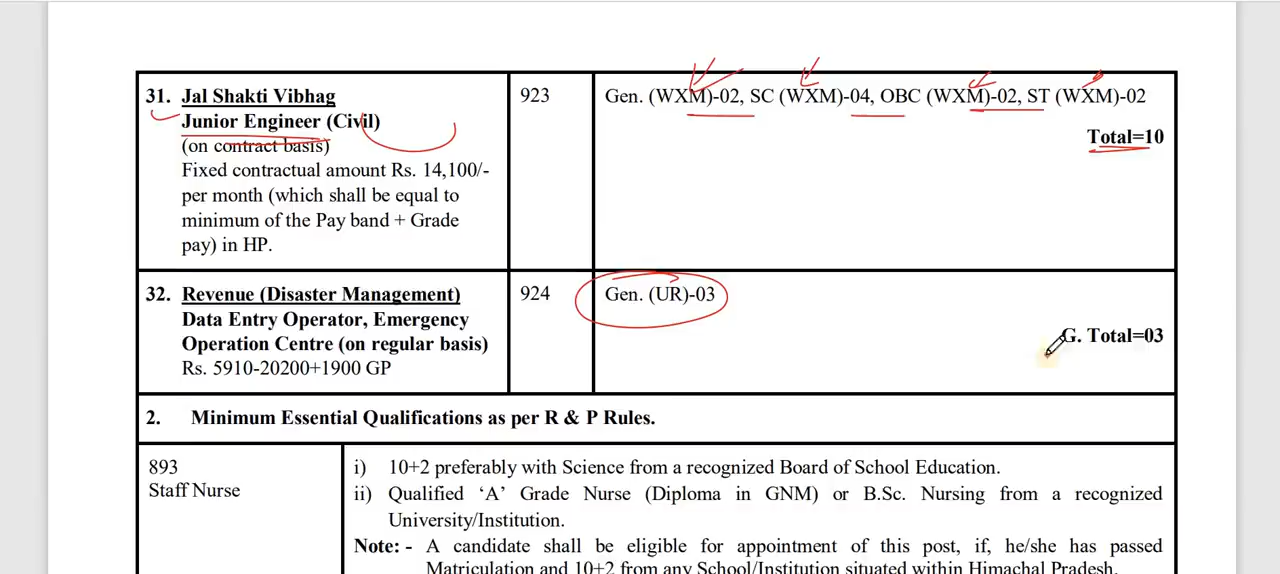 31. Jal Shakti Vibhag
Junior Engineer (Civil)
(on contract basis)
Fixed contractual amount Rs. 14,100/-
per month (which shall be equal to
minimum of the Pay band + Grade
pay) in HP.
923
Gen. (WXM)-02, SC (WXM)-04, OBC (WXM)-02, ST (WXM)-02
Total=10
32. Revenue (Disaster Management)
Data Entry Operator, Emergency
Operation Centre (on regular basis)
Rs. 5910-20200+1900 GP
924
Gen. (UR)-03
G. Total=03
2. Minimum Essential Qualifications as per R & P Rules.
893
Staff Nurse
i) 10+2 preferably with Science from a recognized Board of School Education.
ii) Qualified ‘A’ Grade Nurse (Diploma in GNM) or B.Sc. Nursing from a recognized
University/Institution.
Note: - A candidate shall be eligible for appointment of this post, if, he/she has passed
Matriculation and 10+2 from any School/Institution situated within Himachal Pradesh.